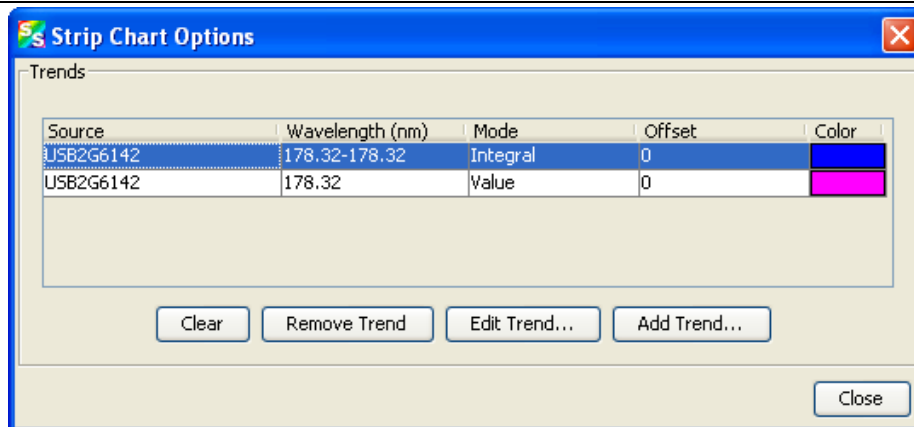 SS Strip Chart Options
Trends
Source Wavelength (nm) Mode Offset Color
USB2G6142 178.32-178.32 Integral 0
USB2G6142 178.32 Value 0
Clear Remove Trend Edit Trend... Add Trend...
Close